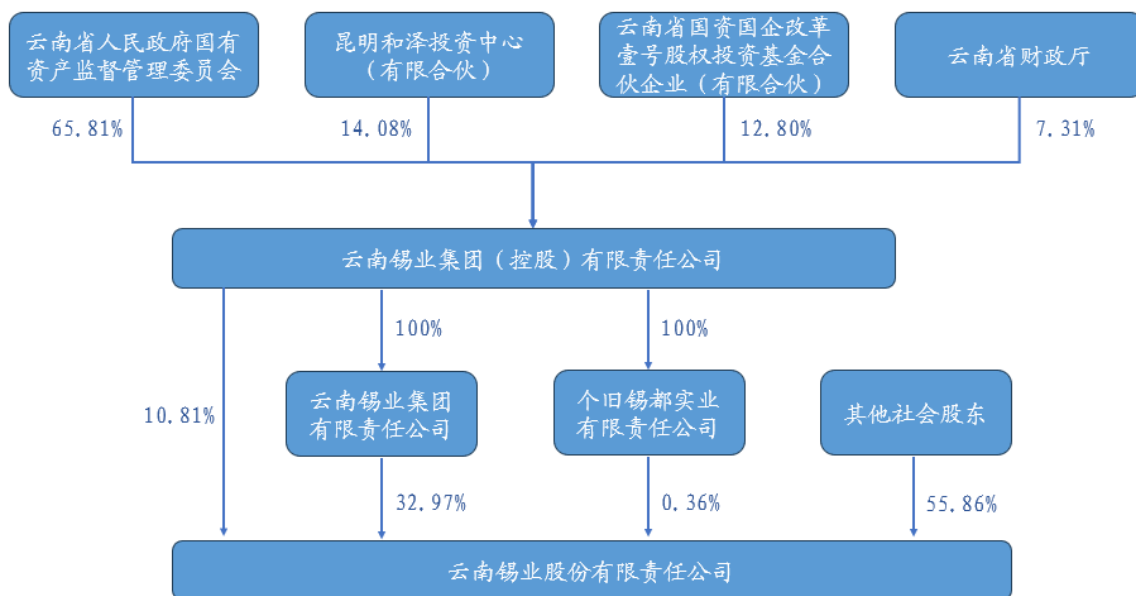 云南省人民政府国有
资产监督管理委员会
昆明和泽投资中心
（有限合伙）
云南省国资国企改革
壹号股权投资基金合
伙企业（有限合伙）
云南省财政厅
65.81%
14.08%
12.80%
7.31%
云南锡业集团（控股）有限责任公司
100%
100%
10.81%
云南锡业集团
有限责任公司
个旧锡都实业
有限责任公司
其他社会股东
32.97%
0.36%
55.86%
云南锡业股份有限责任公司